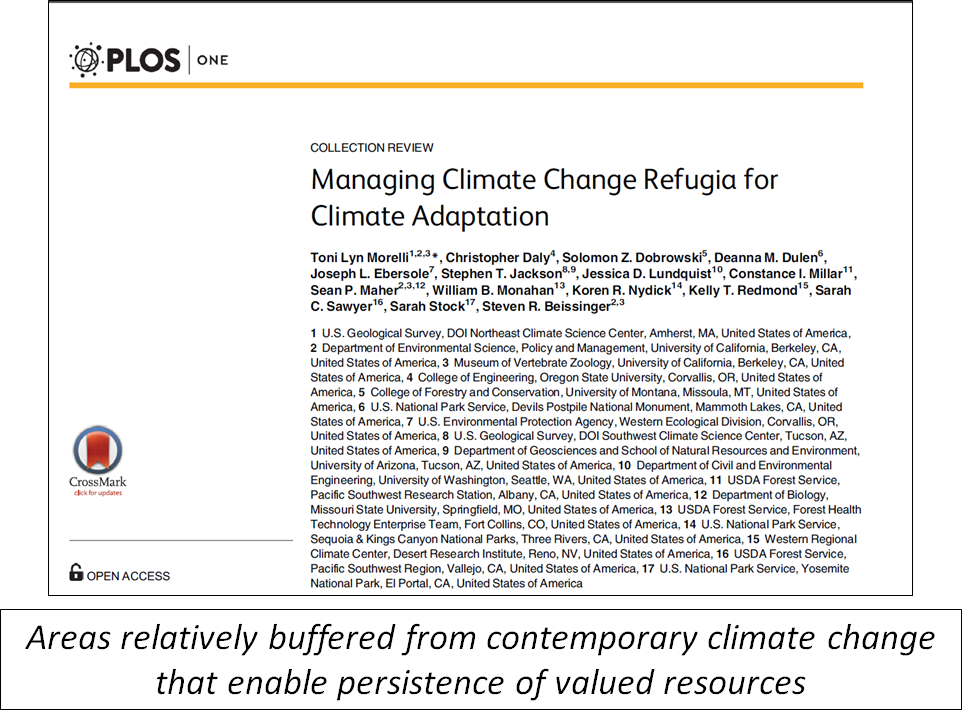 PLOS | ONE
COLLECTION REVIEW
Managing Climate Change Refugia for
Climate Adaptation
Toni Lyn Morelli1,2,3*, Christopher Daly4, Solomon Z. Dobrowski5, Deanna M. Dulen6,
Joseph L. Ebersole7, Stephen T. Jackson8,9, Jessica D. Lundquist10, Constance I. Millar11,
Sean P. Maher2,3,12, William B. Monahan13, Koren R. Nydick14, Kelly T. Redmond15, Sarah
C. Sawyer16, Sarah Stock17, Steven R. Beissinger2,3
1 U.S. Geological Survey, DOI Northeast Climate Science Center, Amherst, MA, United States of America,
2 Department of Environmental Science, Policy and Management, University of California, Berkeley, CA,
United States of America, 3 Museum of Vertebrate Zoology, University of California, Berkeley, CA, United
States of America, 4 College of Engineering, Oregon State University, Corvallis, OR, United States of
America, 5 College of Forestry and Conservation, University of Montana, Missoula, MT, United States of
America, 6 U.S. National Park Service, Devils Postpile National Monument, Mammoth Lakes, CA, United
States of America, 7 U.S. Environmental Protection Agency, Western Ecological Division, Corvallis, OR,
United States of America, 8 U.S. Geological Survey, DOI Southwest Climate Science Center, Tucson, AZ,
United States of America, 9 Department of Geosciences and School of Natural Resources and Environment,
University of Arizona, Tucson, AZ, United States of America, 10 Department of Civil and Environmental
Engineering, University of Washington, Seattle, WA, United States of America, 11 USDA Forest Service,
Pacific Southwest Research Station, Albany, CA, United States of America, 12 Department of Biology,
Missouri State University, Springfield, MO, United States of America, 13 USDA Forest Service, Forest Health
Technology Enterprise Team, Fort Collins, CO, United States of America, 14 U.S. National Park Service,
Sequoia & Kings Canyon National Parks, Three Rivers, CA, United States of America, 15 Western Regional
Climate Center, Desert Research Institute, Reno, NV, United States of America, 16 USDA Forest Service,
Pacific Southwest Region, Vallejo, CA, United States of America, 17 U.S. National Park Service, Yosemite
National Park, El Portal, CA, United States of America
CrossMark
click for updates
OPEN ACCESS
Areas relatively buffered from contemporary climate change
that enable persistence of valued resources